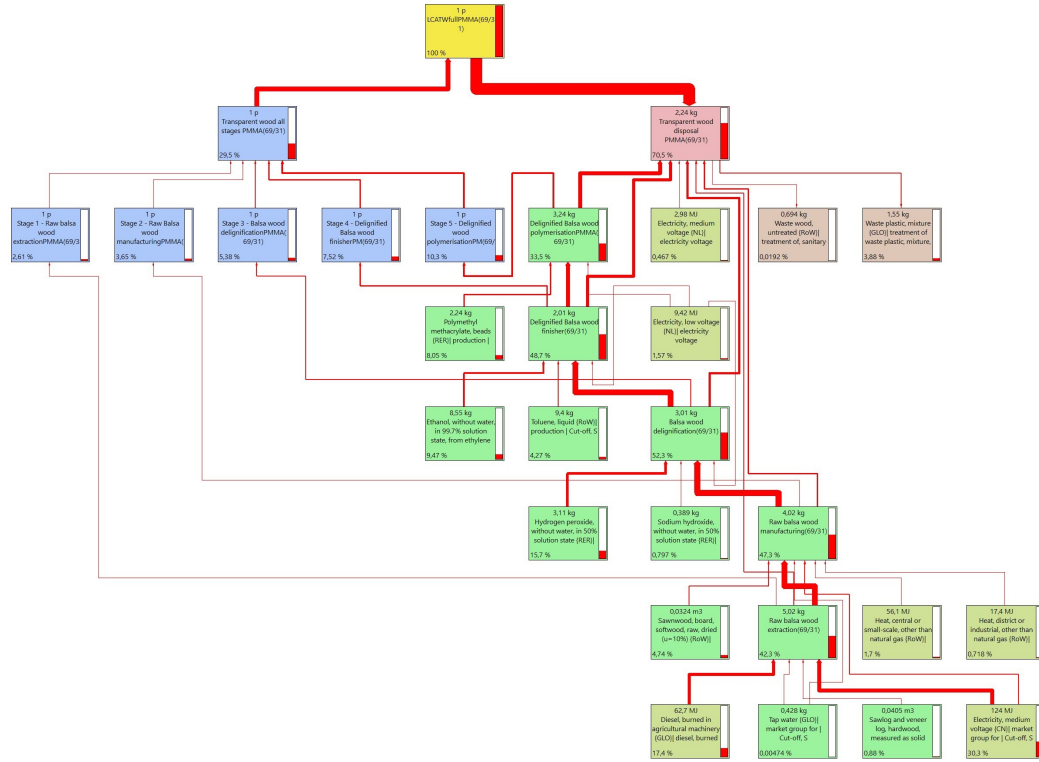 1 p
LCATWfullPMMA(69/3
1)
100 %
1 p
Transparent wood all
stages PMMA(69/31)
29,5 %
2,24 kg
Transparent wood
disposal
PMMA(69/31)
70,5 %
1 p
Stage 1 - Raw balsa
wood
extractionPMMA(69/3
2,61 %
1 p
Stage 2 - Raw Balsa
wood
manufacturingPMMA(
3,65 %
1 p
Stage 3 - Balsa wood
delignificationPMMA(
69/31)
5,38 %
1 p
Stage 4 - Delignified
Balsa wood
finisherPM(69/31)
7,52 %
1 p
Stage 5 - Delignified
wood
polymerisationPM(69/
10,3 %
3,24 kg
Delignified Balsa wood
polymerisationPMMA(
69/31)
33,5 %
2,98 MJ
Electricity, medium
voltage {NL}|
electricity voltage
0,467 %
0,694 kg
Waste wood,
untreated {RoW}|
treatment of, sanitary
0,0192 %
1,55 kg
Waste plastic, mixture
{GLO}| treatment of
waste plastic, mixture,
3,88 %
2,24 kg
Polymethyl
methacrylate, beads
{RER}| production |
8,05 %
2,01 kg
Delignified Balsa wood
finisher(69/31)
48,7 %
9,42 MJ
Electricity, low voltage
{NL}| electricity
voltage
1,57 %
8,55 kg
Ethanol, without water,
in 99.7% solution
state, from ethylene
9,47 %
9,4 kg
Toluene, liquid {RoW}|
production | Cut-off, S
4,27 %
3,01 kg
Balsa wood
delignification(69/31)
52,3 %
3,11 kg
Hydrogen peroxide,
without water, in 50%
solution state {RER}|
15,7 %
0,389 kg
Sodium hydroxide,
without water, in 50%
solution state {RER}|
0,797 %
4,02 kg
Raw balsa wood
manufacturing(69/31)
47,3 %
0,0324 m3
Sawnwood, board,
softwood, raw, dried
(u=10%) {RoW}|
4,74 %
5,02 kg
Raw balsa wood
extraction(69/31)
42,3 %
56,1 MJ
Heat, central or
small-scale, other than
natural gas {RoW}|
1,7 %
17,4 MJ
Heat, district or
industrial, other than
natural gas {RoW}|
0,718 %
62,7 MJ
Diesel, burned in
agricultural machinery
{GLO}| diesel, burned
17,4 %
0,428 kg
Tap water {GLO}|
market group for |
Cut-off, S
0,00474 %
0,0405 m3
Sawlog and veneer
log, hardwood,
measured as solid
0,88 %
124 MJ
Electricity, medium
voltage {CN}| market
group for | Cut-off, S
30,3 %